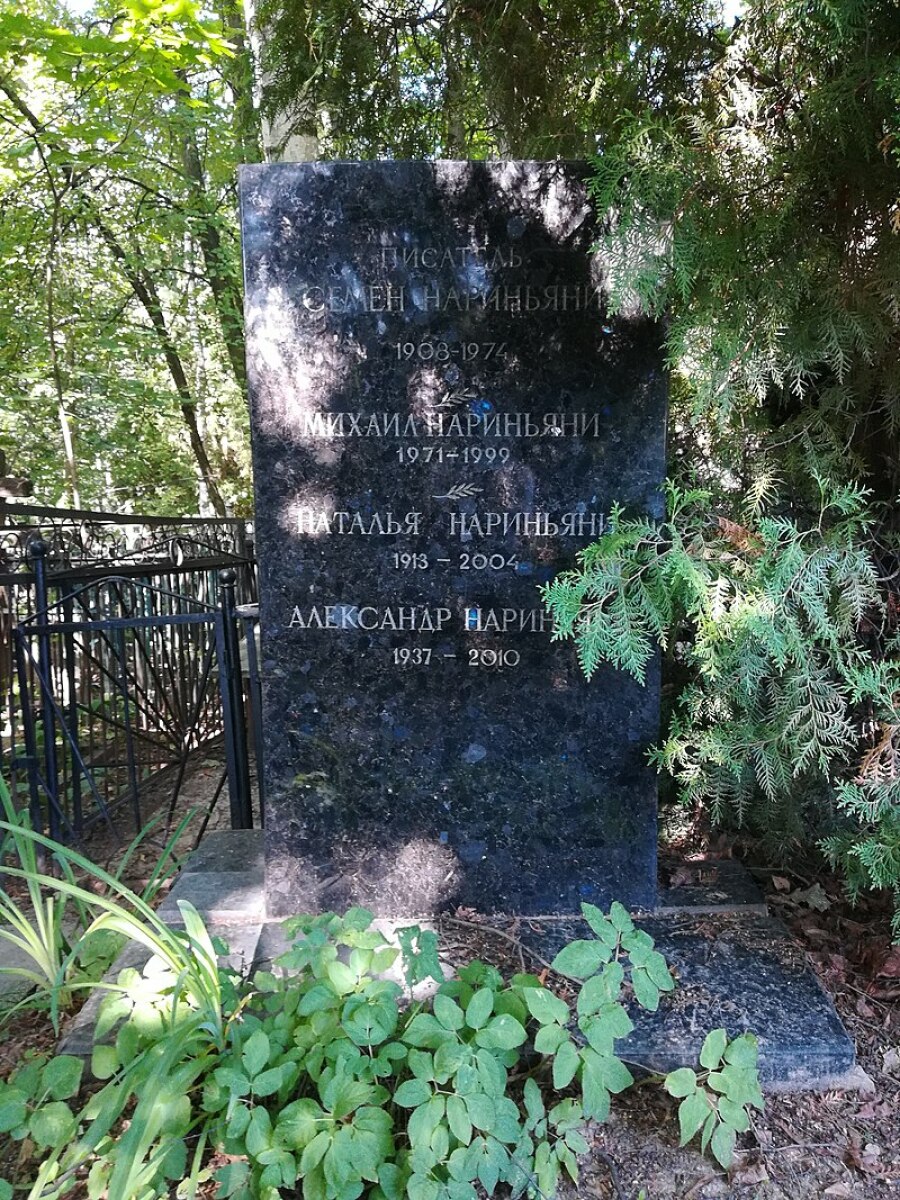 ПИСАТЕЛЬ
СЕМЕН НАРИНЬЯНИ
1908-1974
МИХАИЛ НАРИНЬЯНИ
1971-1999
НАТАЛЬЯ НАРИНЬЯНИ
1913 - 2004
АЛЕКСАНДР
1937 - 2010